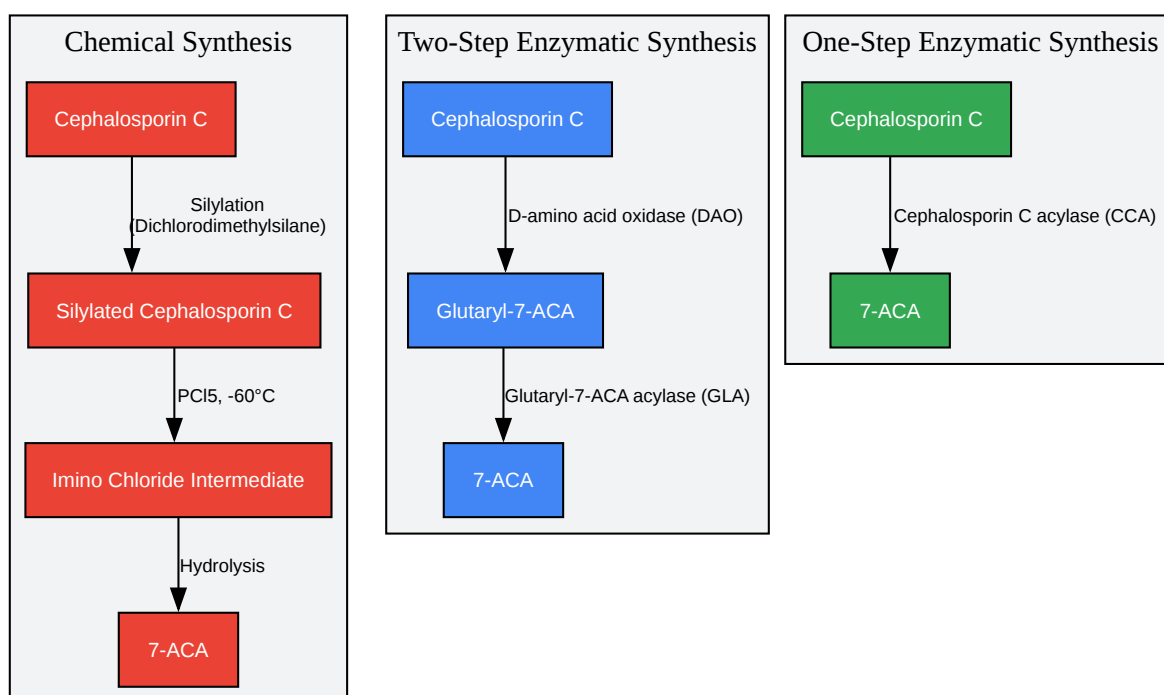 Chemical Synthesis
Cephalosporin C
Silylation
(Dichlorodimethylsilane)
Silylated Cephalosporin C
PCl5, -60°C
Imino Chloride Intermediate
Hydrolysis
7-ACA
Two-Step Enzymatic Synthesis
Cephalosporin C
D-amino acid oxidase (DAO)
Glutaryl-7-ACA
Glutaryl-7-ACA acylase (GLA)
7-ACA
One-Step Enzymatic Synthesis
Cephalosporin C
Cephalosporin C acylase (CCA)
7-ACA